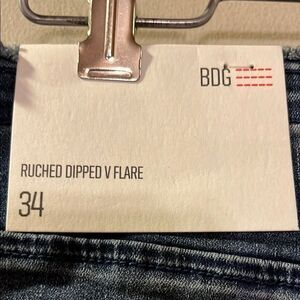 BDG
RUCHED DIPPED V FLARE
34